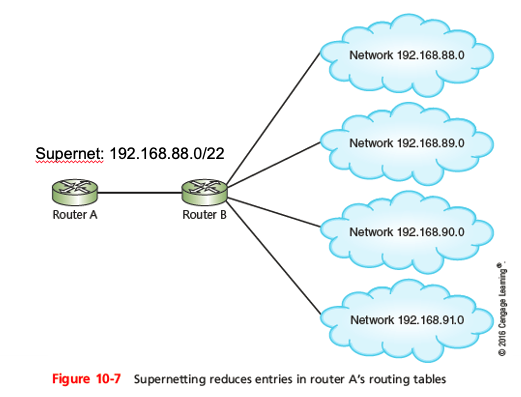 Network 192.168.88.0
Network 192.168.89.0
Supernet: 192.168.88.0/22
Router A
Router B
Network 192.168.90.0
Network 192.168.91.0
© 2016 Cengage Learning®.
Figure 10-7 Supernetting reduces entries in router A's routing tables